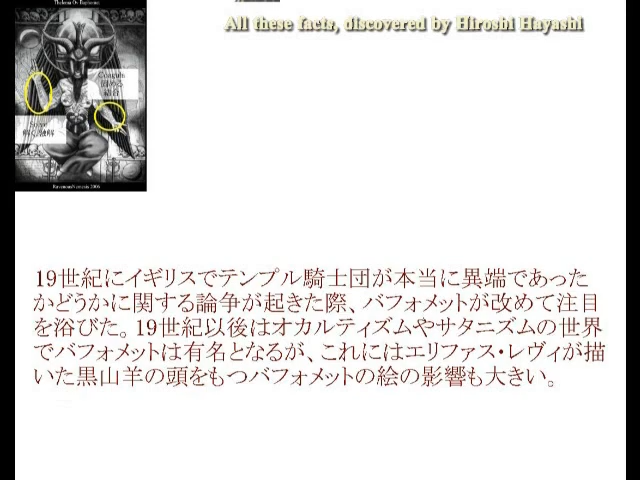 All these facts, discovered by Hiroshi Hayashi
固める
結合
19世紀にイギリスでテンプル騎士団が本当に異端であった
かどうかに関する論争が起きた際、バフォメットが改めて注目
を浴びた。19世紀以後はオカルティズムやサタニズムの世界
でバフォメットは有名となるが、これにはエリファス・レヴィが描
いた黒山羊の頭をもつバフォメットの絵の影響も大きい。